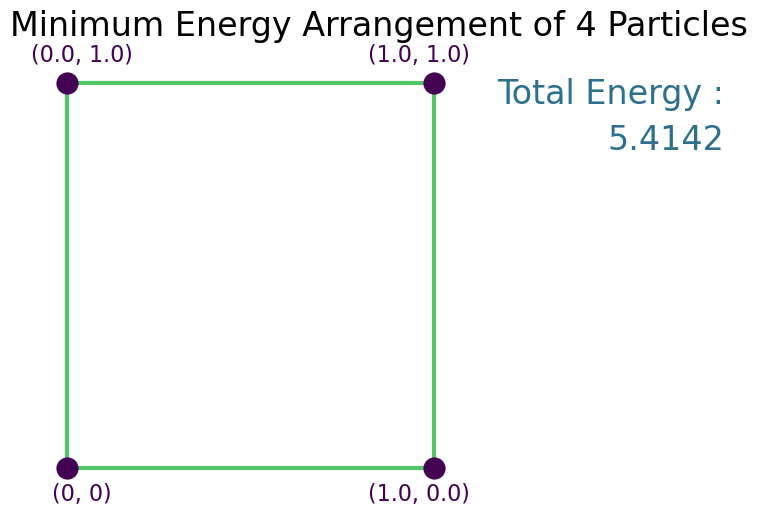 Minimum Energy Arrangement of 4 Particles
(0.0, 1.0)
(1.0, 1.0)
Total Energy :
5.4142
(0, 0)
(1.0, 0.0)